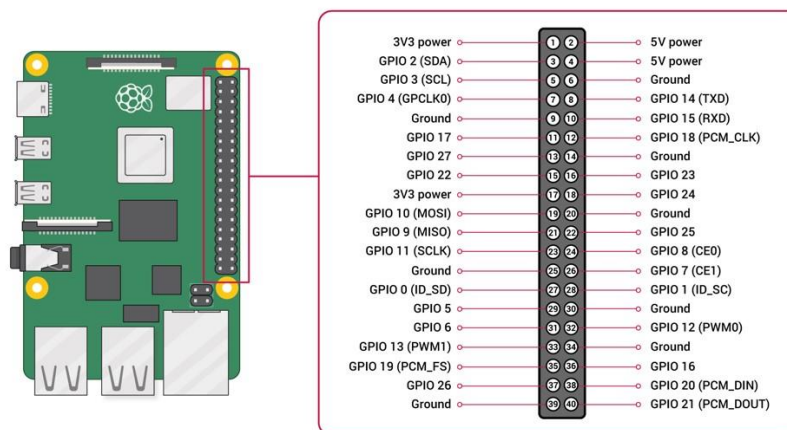 3V3 power 1 2 5V power
GPIO 2 (SDA) 3 4 5V power
GPIO 3 (SCL) 5 6 Ground
GPIO 4 (GPCLK0) 7 8 GPIO 14 (TXD)
Ground 9 10 GPIO 15 (RXD)
GPIO 17 11 12 GPIO 18 (PCM_CLK)
GPIO 27 13 14 Ground
GPIO 22 15 16 GPIO 23
3V3 power 17 18 GPIO 24
GPIO 10 (MOSI) 19 20 Ground
GPIO 9 (MISO) 21 22 GPIO 25
GPIO 11 (SCLK) 23 24 GPIO 8 (CE0)
Ground 25 26 GPIO 7 (CE1)
GPIO 0 (ID_SD) 27 28 GPIO 1 (ID_SC)
GPIO 5 29 30 Ground
GPIO 6 31 32 GPIO 12 (PWM0)
GPIO 13 (PWM1) 33 34 Ground
GPIO 19 (PCM_FS) 35 36 GPIO 16
GPIO 26 37 38 GPIO 20 (PCM_DIN)
Ground 39 40 GPIO 21 (PCM_DOUT)